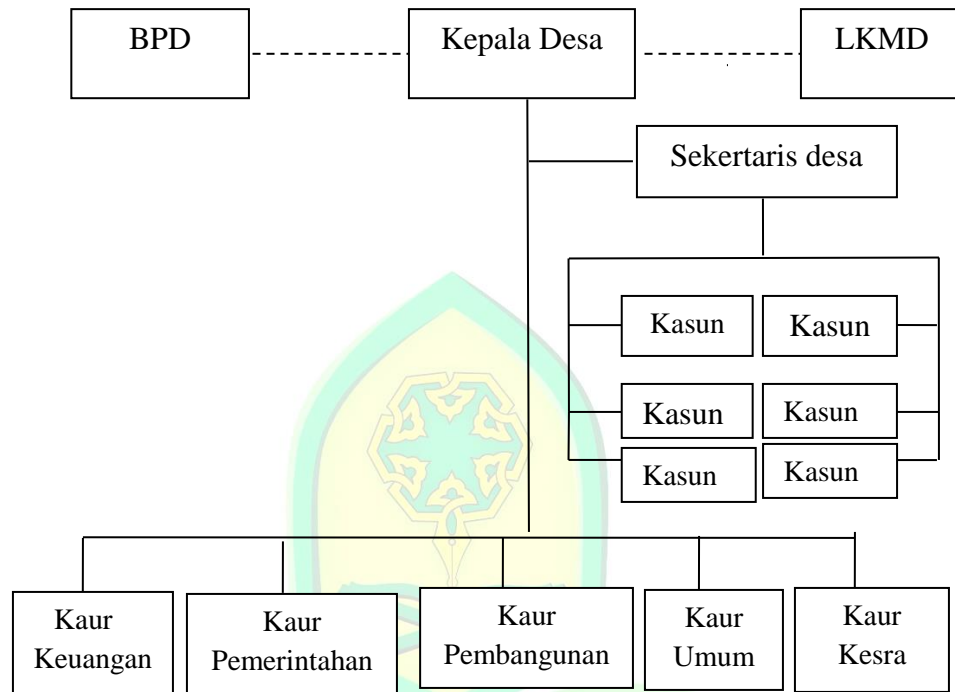 BPD
Kepala Desa
LKMD
Sekertaris desa
Kasun
Kasun
Kasun
Kasun
Kasun
Kasun
Kaur
Keuangan
Kaur
Pemerintahan
Kaur
Pembangunan
Kaur
Umum
Kaur
Kesra